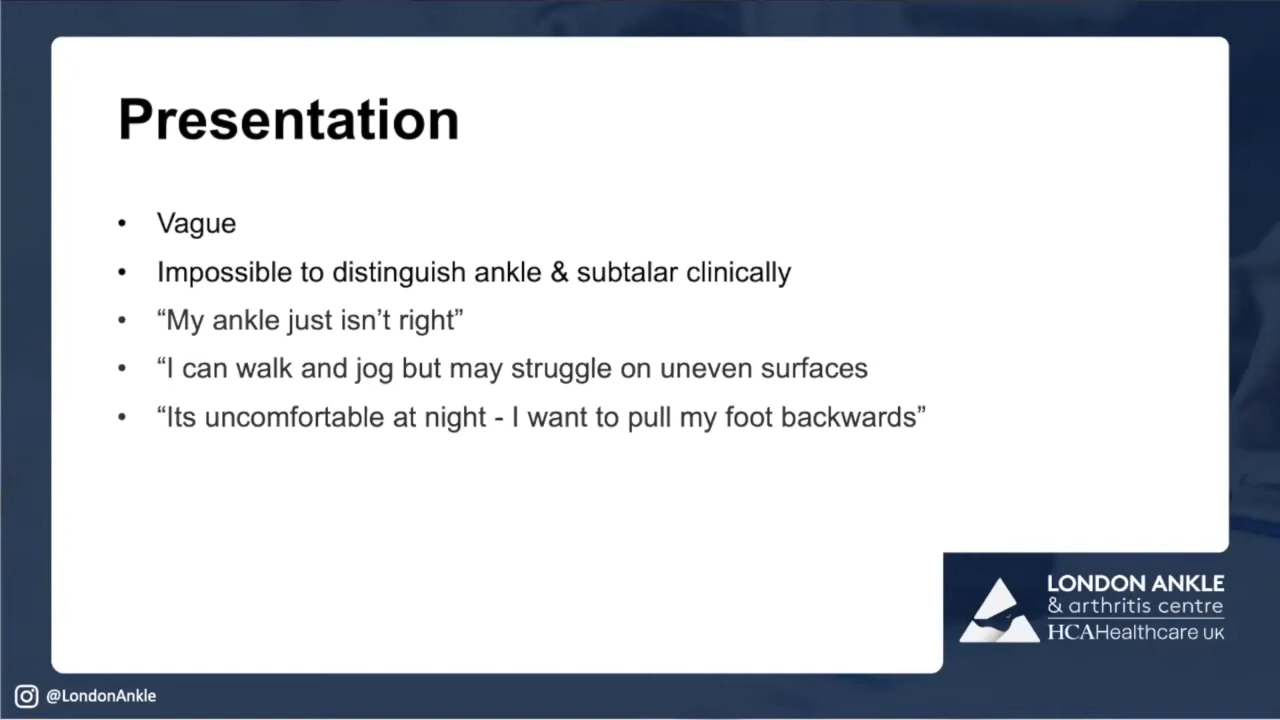 Presentation
• Vague
• Impossible to distinguish ankle & subtalar clinically
• “My ankle just isn’t right”
• “I can walk and jog but may struggle on uneven surfaces
• “Its uncomfortable at night - I want to pull my foot backwards”
LONDON ANKLE
& arthritis centre
HCAHealthcare UK
@LondonAnkle